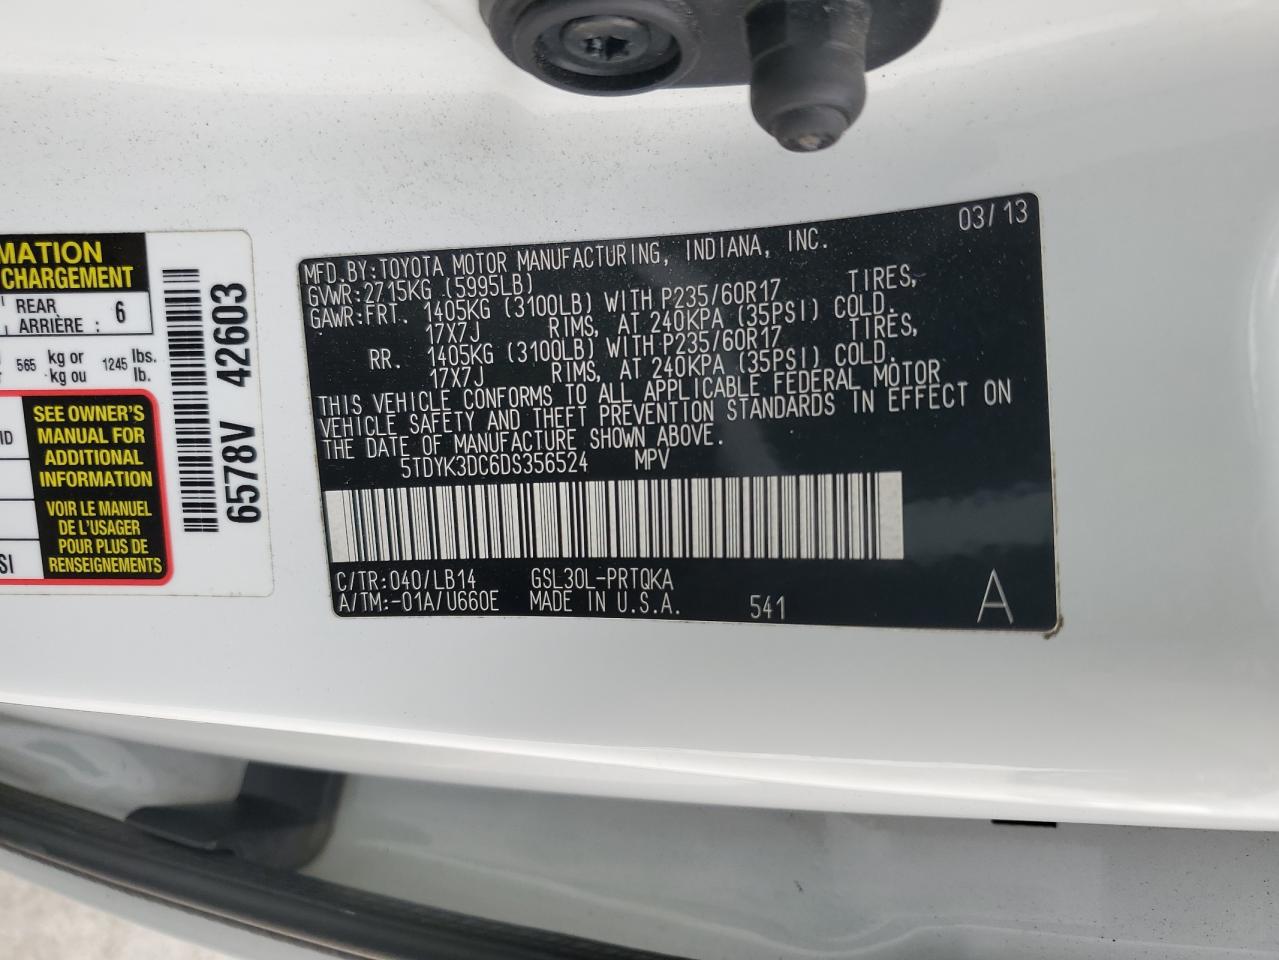 MATION
CHARGEMENT
REAR
ARRIÈRE : 6
565 kg or 1245 lbs.
kg ou lb.
SEE OWNER'S
MANUAL FOR
ADDITIONAL
INFORMATION
VOIR LE MANUEL
DE L'USAGER
POUR PLUS DE
RENSEIGNEMENTS
6578V 42603
03/13
MFD.BY:TOYOTA MOTOR MANUFACTURING, INDIANA, INC.
GVWR:2715KG (5995LB)
GAWR:FRT. 1405KG (3100LB) WITH P235/60R17 TIRES,
17X7J RIMS, AT 240KPA (35PSI) COLD.
RR. 1405KG (3100LB) WITH P235/60R17 TIRES,
17X7J RIMS, AT 240KPA (35PSI) COLD.
THIS VEHICLE CONFORMS TO ALL APPLICABLE FEDERAL MOTOR
VEHICLE SAFETY AND THEFT PREVENTION STANDARDS IN EFFECT ON
THE DATE OF MANUFACTURE SHOWN ABOVE.
5TDYK3DC6DS356524 MPV
C/TR:040/LB14 GSL30L-PRTQKA
A/TM:-01A/U660E MADE IN U.S.A. 541 A